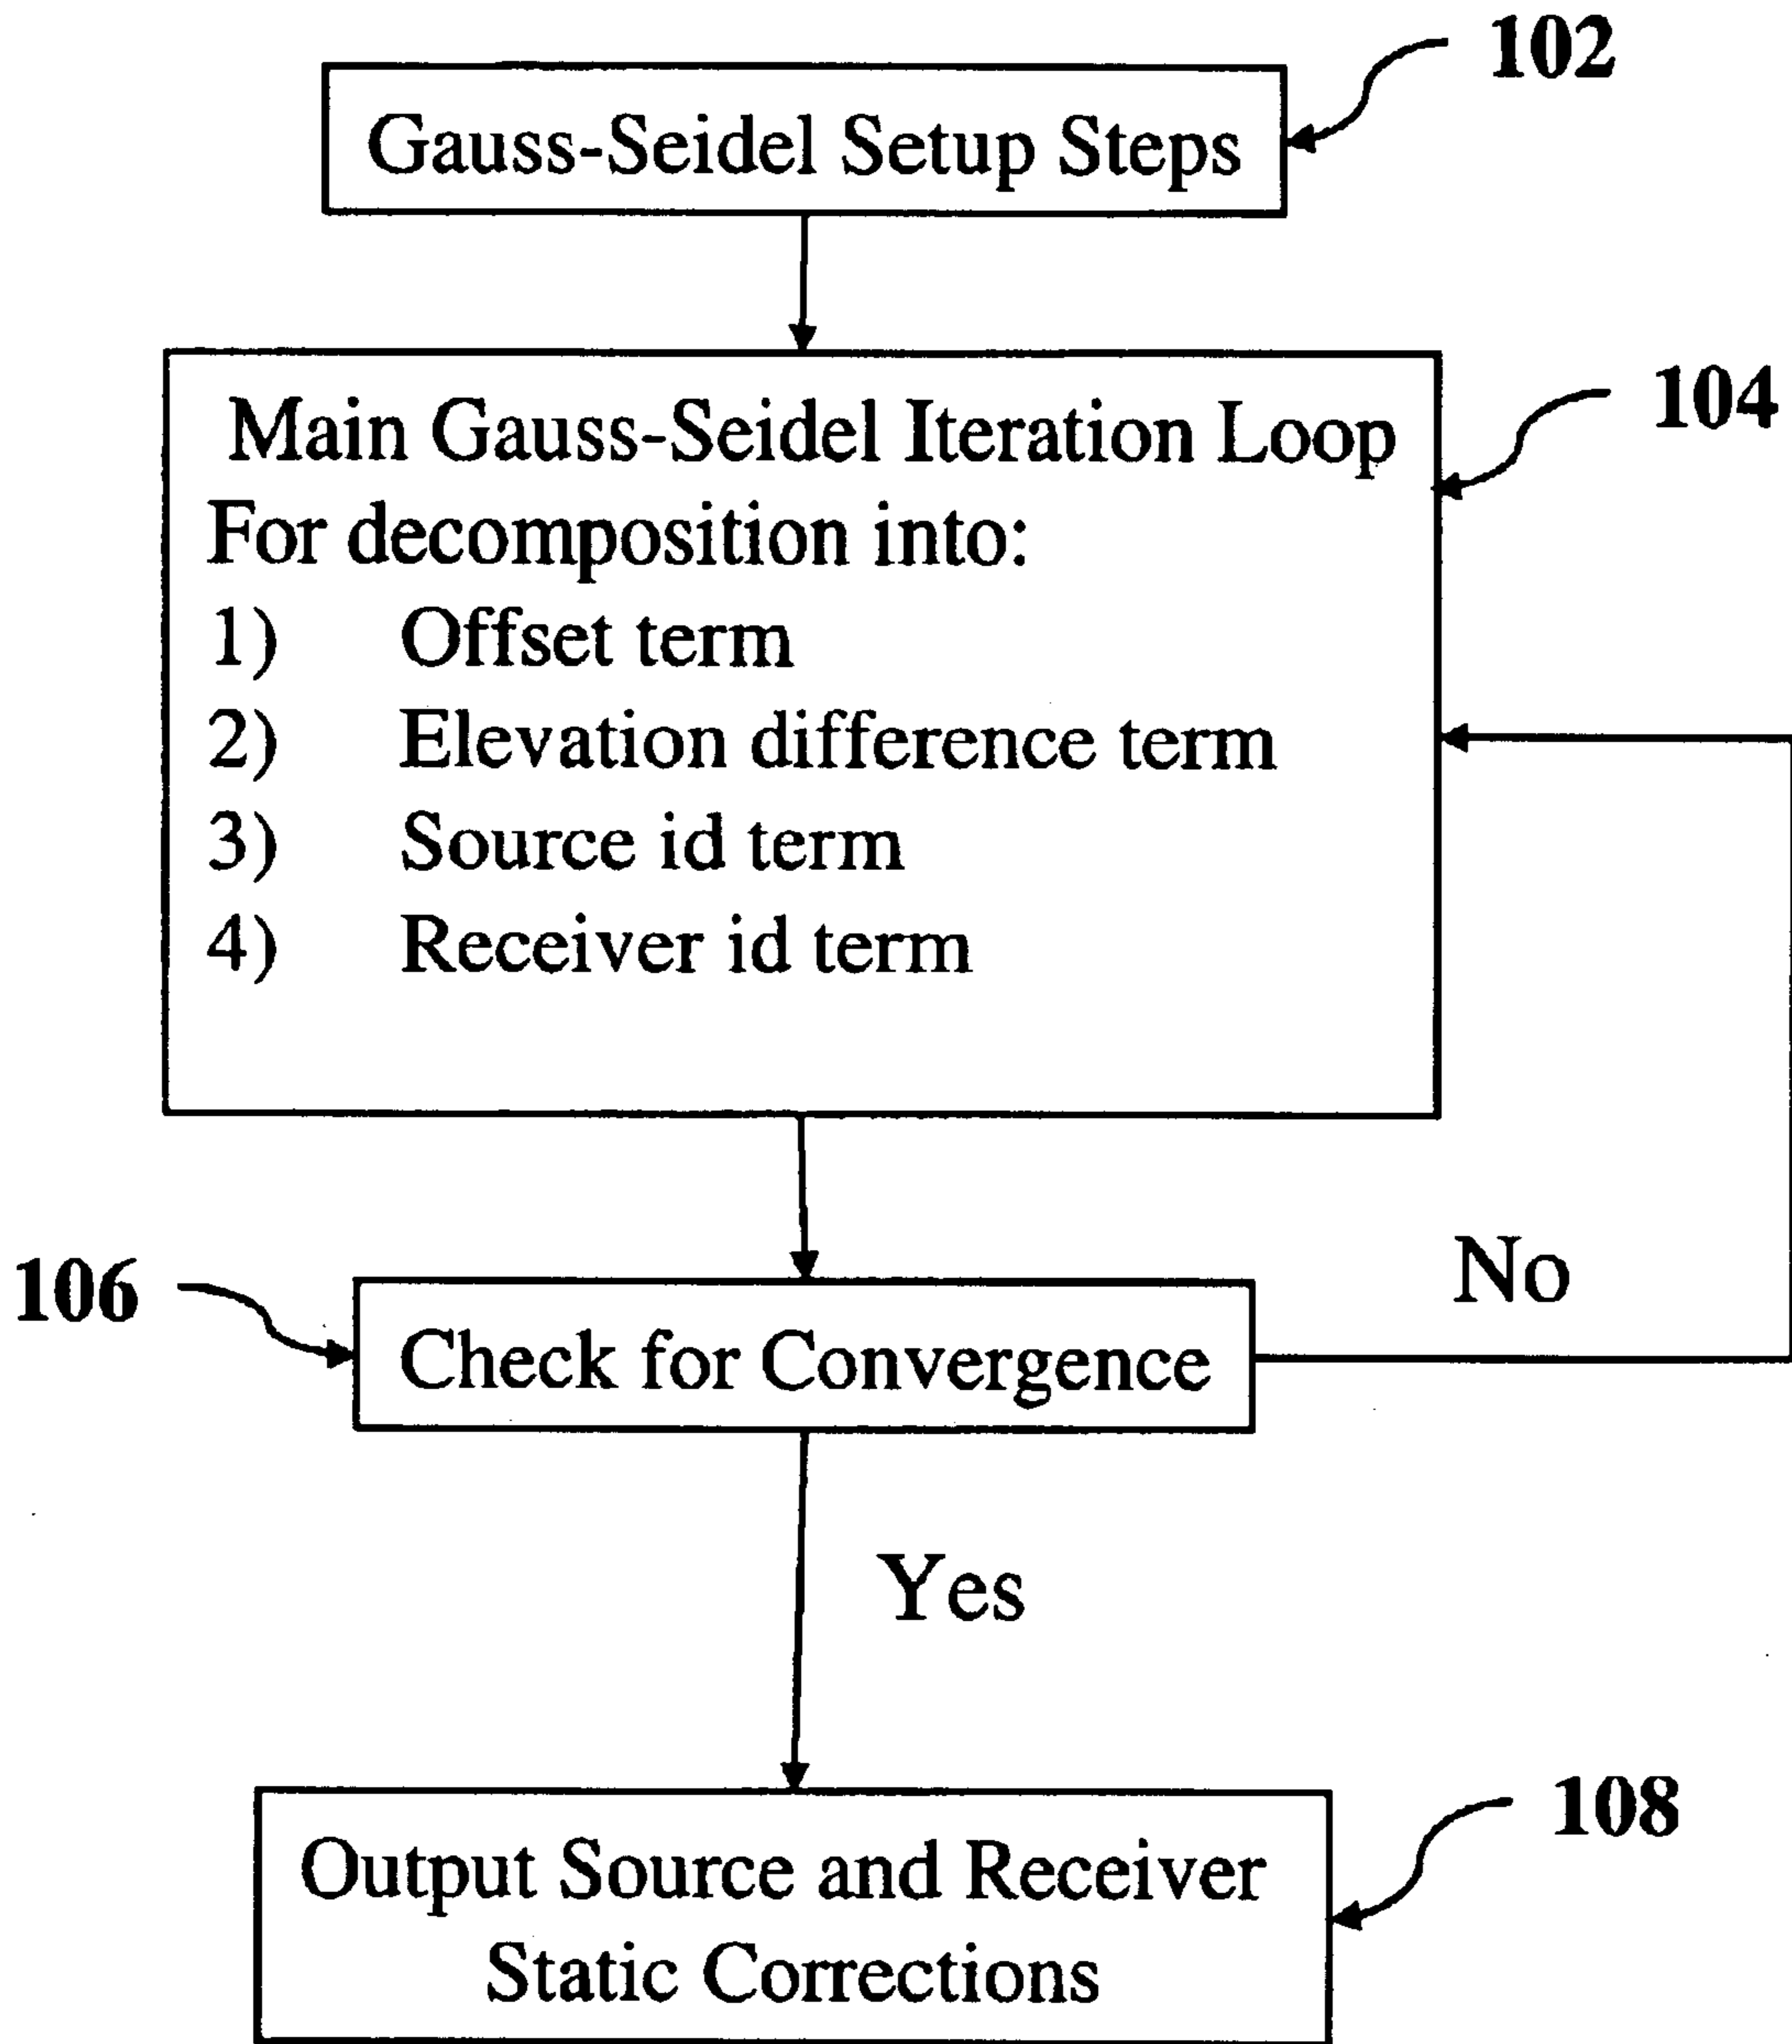 102
Gauss-Seidel Setup Steps
104
Main Gauss-Seidel Iteration Loop
For decomposition into:
1) Offset term
2) Elevation difference term
3) Source id term
4) Receiver id term
106
No
Check for Convergence
Yes
108
Output Source and Receiver
Static Corrections